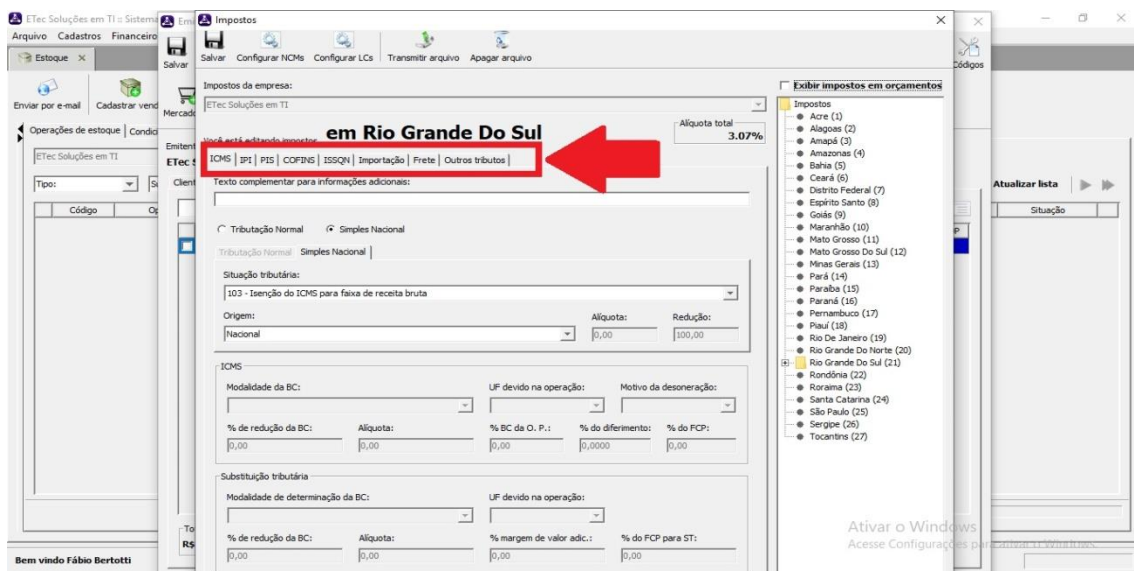 ETec Soluções em TI :: Sistema
Arquivo Cadastros Financeiro
Estoque
Enviar por e-mail Cadastrar vend
Operações de estoque Condic
ETec Soluções em TI
Tipo:
Código Op
Bem vindo Fábio Bertotti
Salvar
Mercado
Emitent
ETec S
Client
To
R$
Impostos
Salvar Configurar NCMs Configurar LCs Transmitir arquivo Apagar arquivo
Impostos da empresa:
ETec Soluções em TI
Você está editando impostos em Rio Grande Do Sul
Alíquota total
3.07%
ICMS IPI PIS COFINS ISSQN Importação Frete Outros tributos
Texto complementar para informações adicionais:
Tributação Normal Simples Nacional
Tributação Normal Simples Nacional
Situação tributária:
103 - Isenção do ICMS para faixa de receita bruta
Origem: Alíquota: Redução:
Nacional 0,00 100,00
ICMS
Modalidade da BC: UF devido na operação: Motivo da desoneração:
% de redução da BC: Alíquota: % BC da O. P.: % do diferimento: % do FCP:
0,00 0,00 0,00 0,0000 0,00
Substituição tributária
Modalidade de determinação da BC: UF devido na operação:
% de redução da BC: Alíquota: % margem de valor adic.: % do FCP para ST:
0,00 0,00 0,00 0,00
Exibir impostos em orçamentos
Impostos
Acre (1)
Alagoas (2)
Amapá (3)
Amazonas (4)
Bahia (5)
Ceará (6)
Distrito Federal (7)
Espírito Santo (8)
Goiás (9)
Maranhão (10)
Mato Grosso (11)
Mato Grosso Do Sul (12)
Minas Gerais (13)
Pará (14)
Paraíba (15)
Paraná (16)
Pernambuco (17)
Piauí (18)
Rio De Janeiro (19)
Rio Grande Do Norte (20)
Rio Grande Do Sul (21)
Rondônia (22)
Roraima (23)
Santa Catarina (24)
São Paulo (25)
Sergipe (26)
Tocantins (27)
Códigos
Atualizar lista
Situação
Ativar o Windows
Acesse Configurações para ativar o Windows.